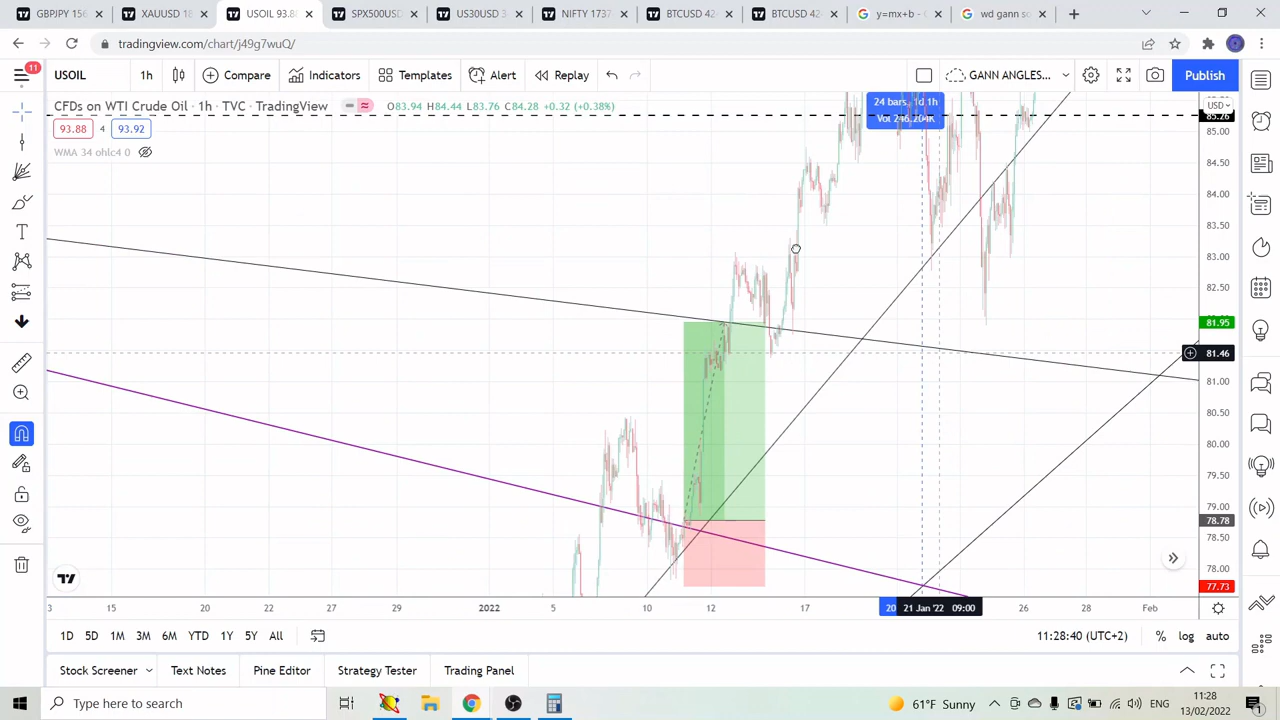 GBPJPY 156
XAUUSD 18
USOIL 93.88
SPX500USD
US30USD 3
NIFTY 1737
BTCUSD 42
BTCUSD 42
y=mx+b - G
wd gann so
tradingview.com/chart/j49g7wuQ/
11
USOIL
1h
Compare
Indicators
Templates
Alert
Replay
GANN ANGLES...
Publish
CFDs on WTI Crude Oil · 1h · TVC · TradingView
O83.94 H84.44 L83.76 C84.28 +0.32 (+0.38%)
93.88
4
93.92
WMA 34 ohlc4 0
24 bars, 1d 1h
Vol 246.204K
USD
85.26
85.00
84.50
84.00
83.50
83.00
82.50
81.95
81.46
81.00
80.50
80.00
79.50
79.00
78.78
78.50
78.00
77.73
3
15
20
22
27
29
2022
5
10
12
17
20
21 Jan '22 09:00
26
28
Feb
1D
5D
1M
3M
6M
YTD
1Y
5Y
All
11:28:40 (UTC+2)
%
log
auto
Stock Screener
Text Notes
Pine Editor
Strategy Tester
Trading Panel
Type here to search
61°F Sunny
ENG
11:28
13/02/2022
1